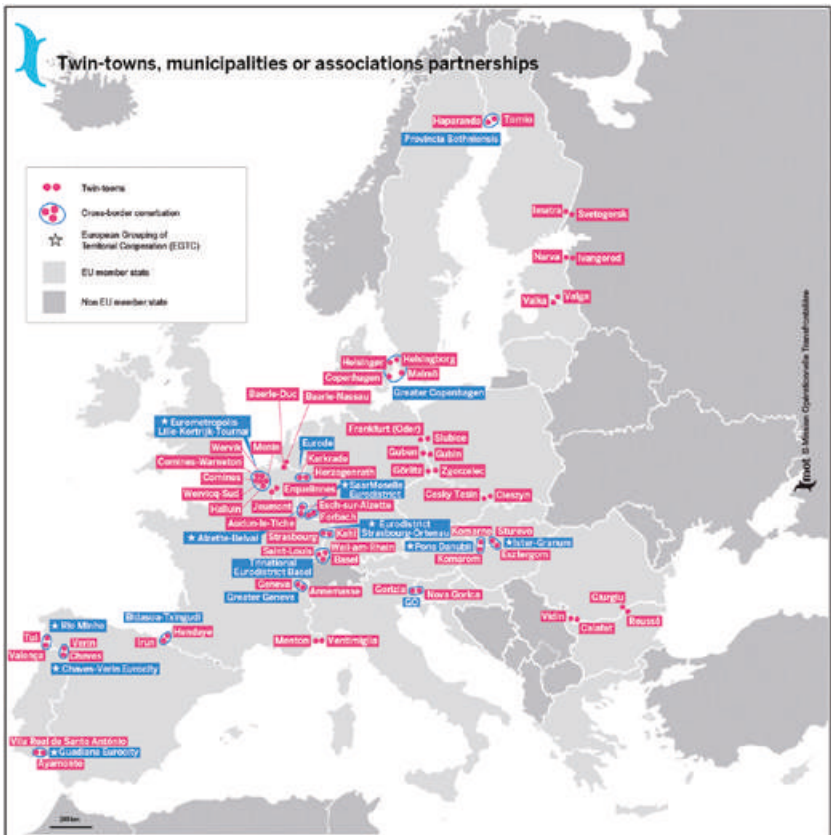 Twin-towns, municipalities or associations partnerships
Haparanda
Tornio
Provincia Bothniensis
Twin-towns
Cross-border conurbation
European Grouping of
Territorial Cooperation (EGTC)
EU member state
Non EU member state
Imatra
Svetogorsk
Narva
Ivangorod
Valka
Valga
Helsinger
Helsingborg
Copenhagen
Malmö
Greater Copenhagen
Baerle-Duc
Baarle-Nassau
★ Eurometropolis
Lille-Kortrijk-Tournai
Menin
Eurode
Wervik
Kerkrade
Comines-Warneton
Herzogenrath
Comines
Erquelinnes
★ SaarMoselle
Eurodistrict
Wervicq-Sud
Halluin
Jeumont
Esch-sur-Alzette
Forbach
Audun-le-Tiche
★ Alzette-Belval
Frankfurt (Oder)
Slubice
Guben
Gubin
Görlitz
Zgorzelec
Cesky Tesin
Cieszyn
★ Eurodistrict
Strasbourg-Ortenau
Strasbourg
Kehl
Saint-Louis
Weil-am-Rhein
Basel
Trinational
Eurodistrict Basel
Komarno
Sturovo
★ Pons Danubii
★ Ister-Granum
Komarom
Esztergom
Geneva
Annemasse
Greater Geneva
Gorizia
Nova Gorica
GO
Giurgiu
Vidin
Calafat
Roussé
★ Rio Minho
Bidasoa-Txingudi
Tui
Verin
Irun
Hendaye
Valença
Chaves
★ Chaves-Verin Eurocity
Menton
Ventimiglia
Vila Real de Santo António
★ Guadiana Eurocity
Ayamonte
mot © Mission Opérationnelle Transfrontalière